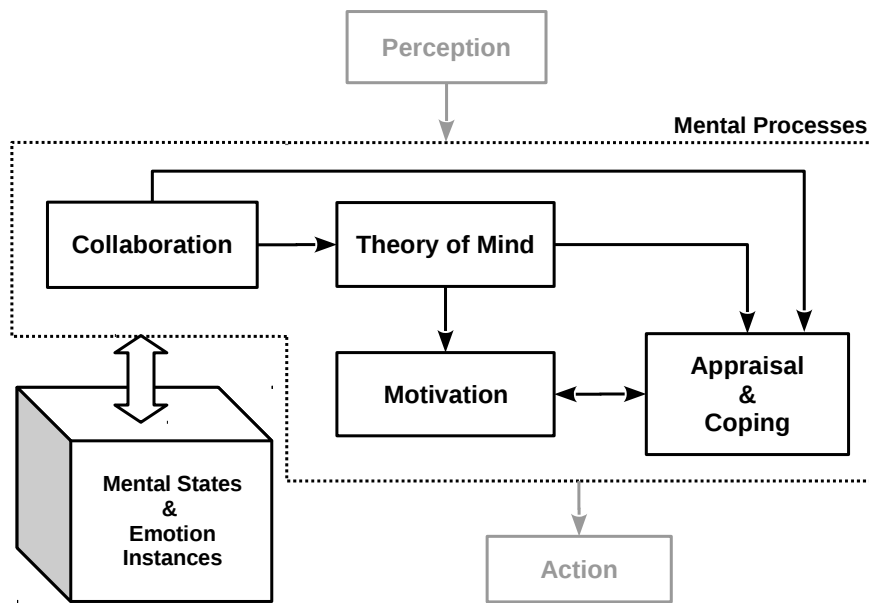 Perception
Mental Processes
Collaboration
Theory of Mind
Motivation
Appraisal
&
Coping
Mental States
&
Emotion
Instances
Action